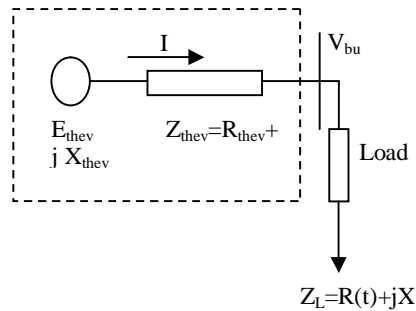 I
V_bu
E_thev
Z_thev=R_thev+
j X_thev
Load
Z_L=R(t)+jX